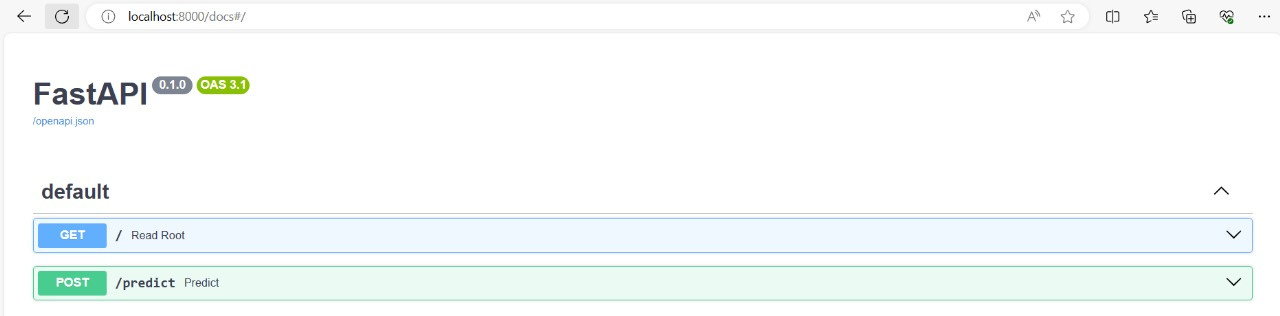 localhost:8000/docs#/
FastAPI 0.1.0 OAS 3.1
/openapi.json
default
GET / Read Root
POST /predict Predict